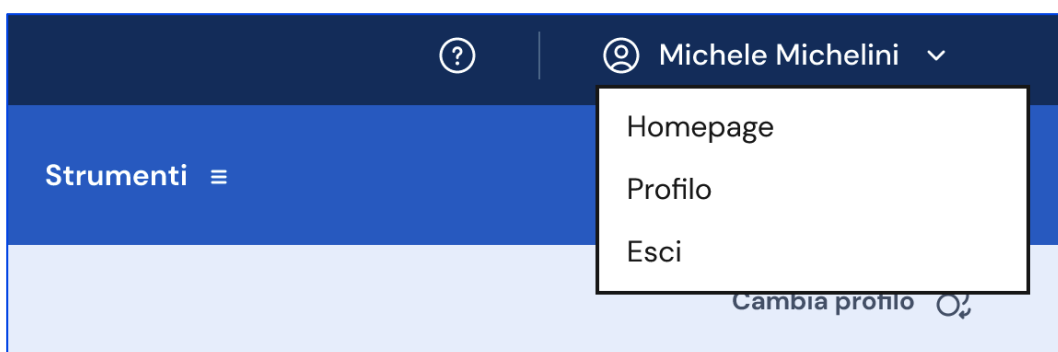 Michele Michelini
Homepage
Strumenti
Profilo
Esci
Cambia profilo